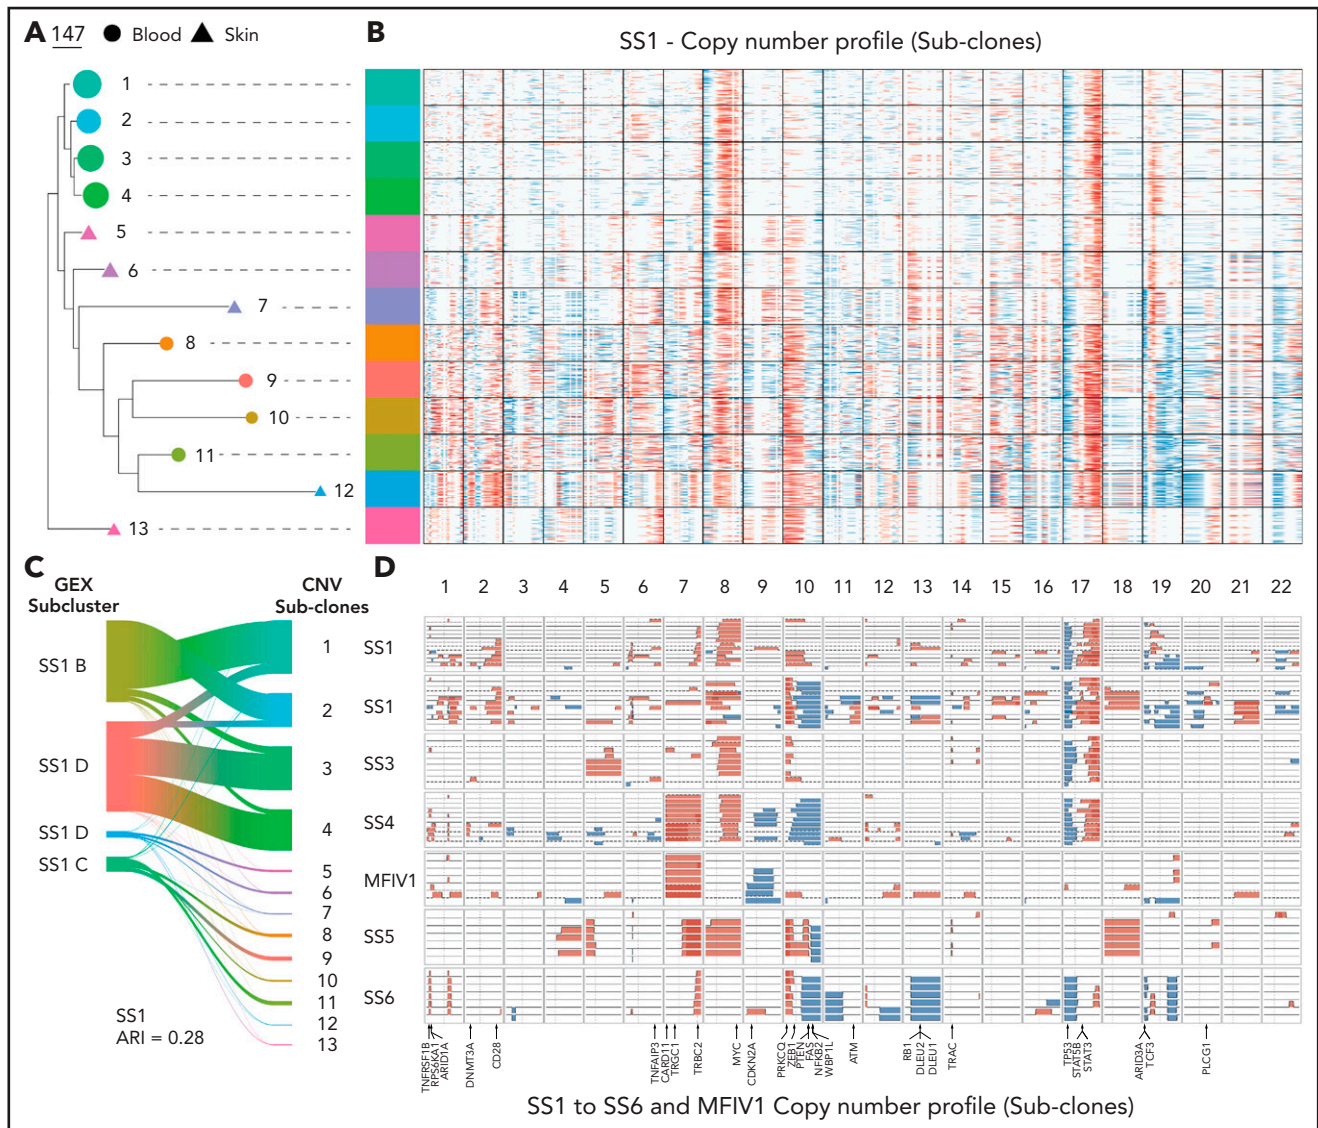 A 147 Blood Skin
B
SS1 - Copy number profile (Sub-clones)
1
2
3
4
5
6
7
8
9
10
11
12
13
C
GEX
Subcluster
CNV
Sub-clones
SS1 B
SS1 D
SS1 D
SS1 C
1
2
3
4
5
6
7
8
9
10
11
12
13
SS1
ARI = 0.28
D
1 2 3 4 5 6 7 8 9 10 11 12 13 14 15 16 17 18 19 20 21 22
SS1
SS1
SS3
SS4
MFIV1
SS5
SS6
TNFRSF1B
RPS6KA1
ARID1A
DNMT3A
CD28
TNFAIP3
CARD11
TRGC1
TRBC2
MYC
CDKN2A
PRKCQ
ZEB1
PTEN
FAS
NFKB2
WBP1L
ATM
RB1
DLEU2
DLEU1
TRAC
TP53
STAT5B
STAT3
ARID3A
TCF3
PLCG1
SS1 to SS6 and MFIV1 Copy number profile (Sub-clones)